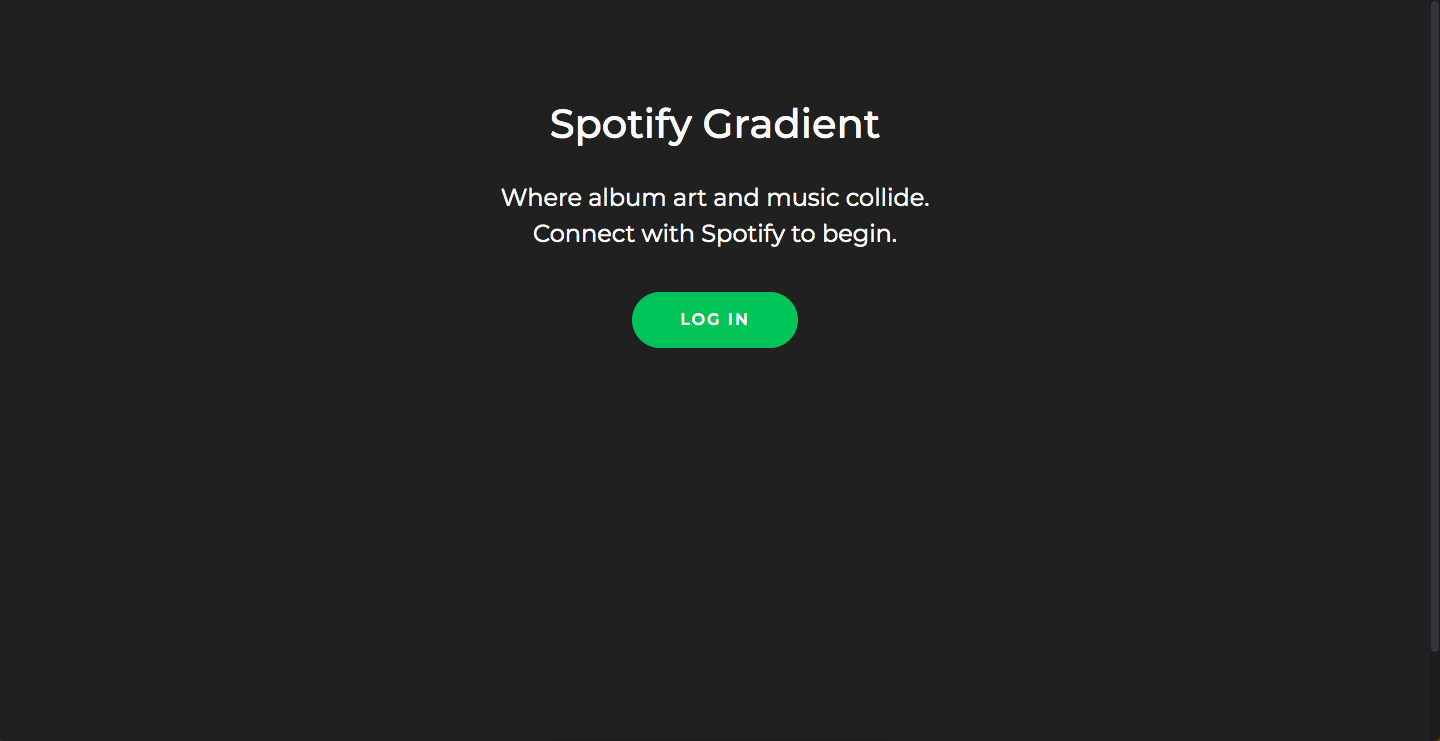 Spotify Gradient
Where album art and music collide.
Connect with Spotify to begin.
LOG IN